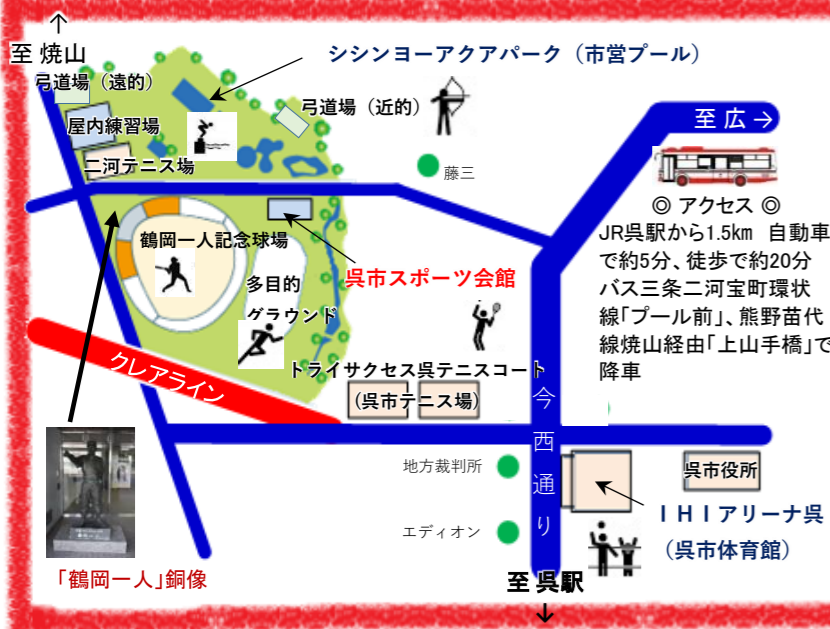 ↑
至 焼山
シシンヨーアクアパーク（市営プール）
弓道場（遠的）
弓道場（近的）
屋内練習場
至 広 →
二河テニス場
藤三
◎ アクセス ◎
JR呉駅から1.5km 自動車
で約5分、徒歩で約20分
バス三条二河宝町環状
線「プール前」、熊野苗代
線焼山経由「上山手橋」で
降車
鶴岡一人記念球場
呉市スポーツ会館
多目的
グラウンド
クレアライン
トライサクセス呉テニスコート
（呉市テニス場）
今西通り
地方裁判所
呉市役所
エディオン
ＩＨＩアリーナ呉
（呉市体育館）
「鶴岡一人」銅像
至 呉駅
↓